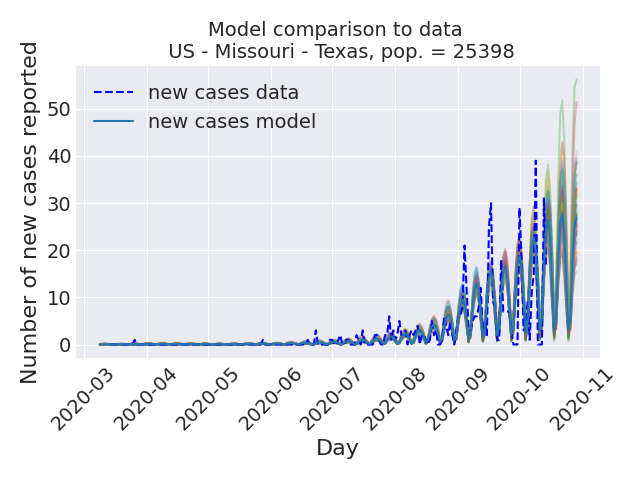 Model comparison to data
US - Missouri - Texas, pop. = 25398
new cases data
new cases model
Number of new cases reported
50
40
30
20
10
0
2020-03
2020-04
2020-05
2020-06
2020-07
2020-08
2020-09
2020-10
2020-11
Day